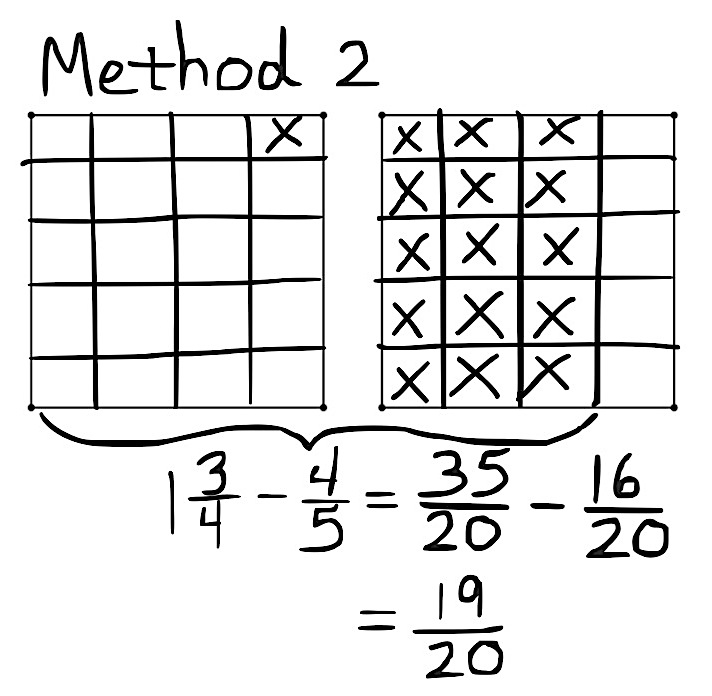 Method 2
X
X X X
X X X
X X X
X X X
X X X
1 3/4 - 4/5 = 35/20 - 16/20
= 19/20